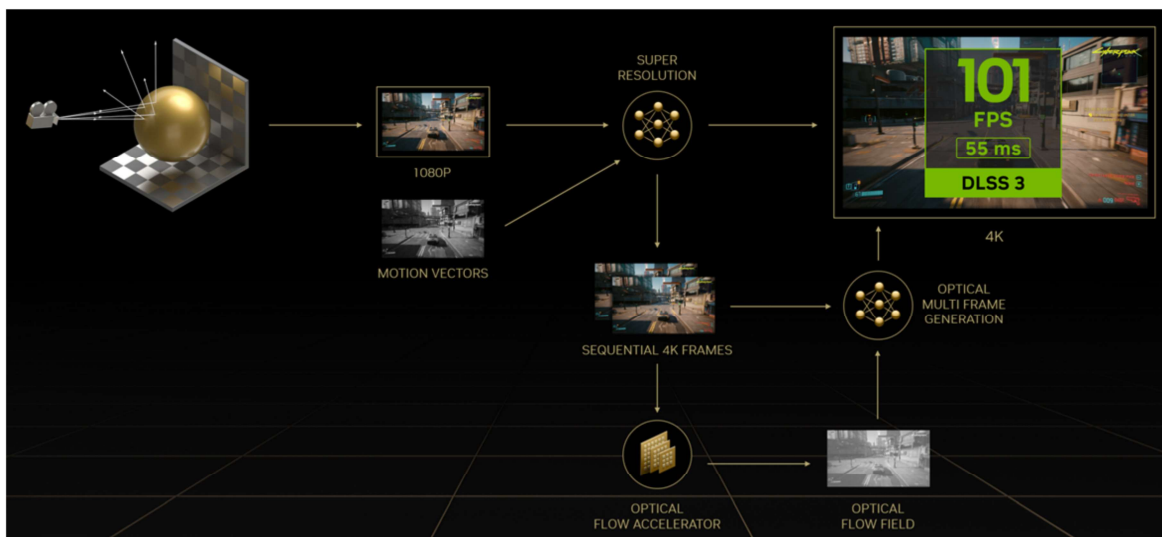 SUPER
RESOLUTION
1080P
MOTION VECTORS
CYBERPUNK
101
FPS
55 ms
DLSS 3
4K
SEQUENTIAL 4K FRAMES
OPTICAL
MULTI FRAME
GENERATION
OPTICAL
FLOW ACCELERATOR
OPTICAL
FLOW FIELD